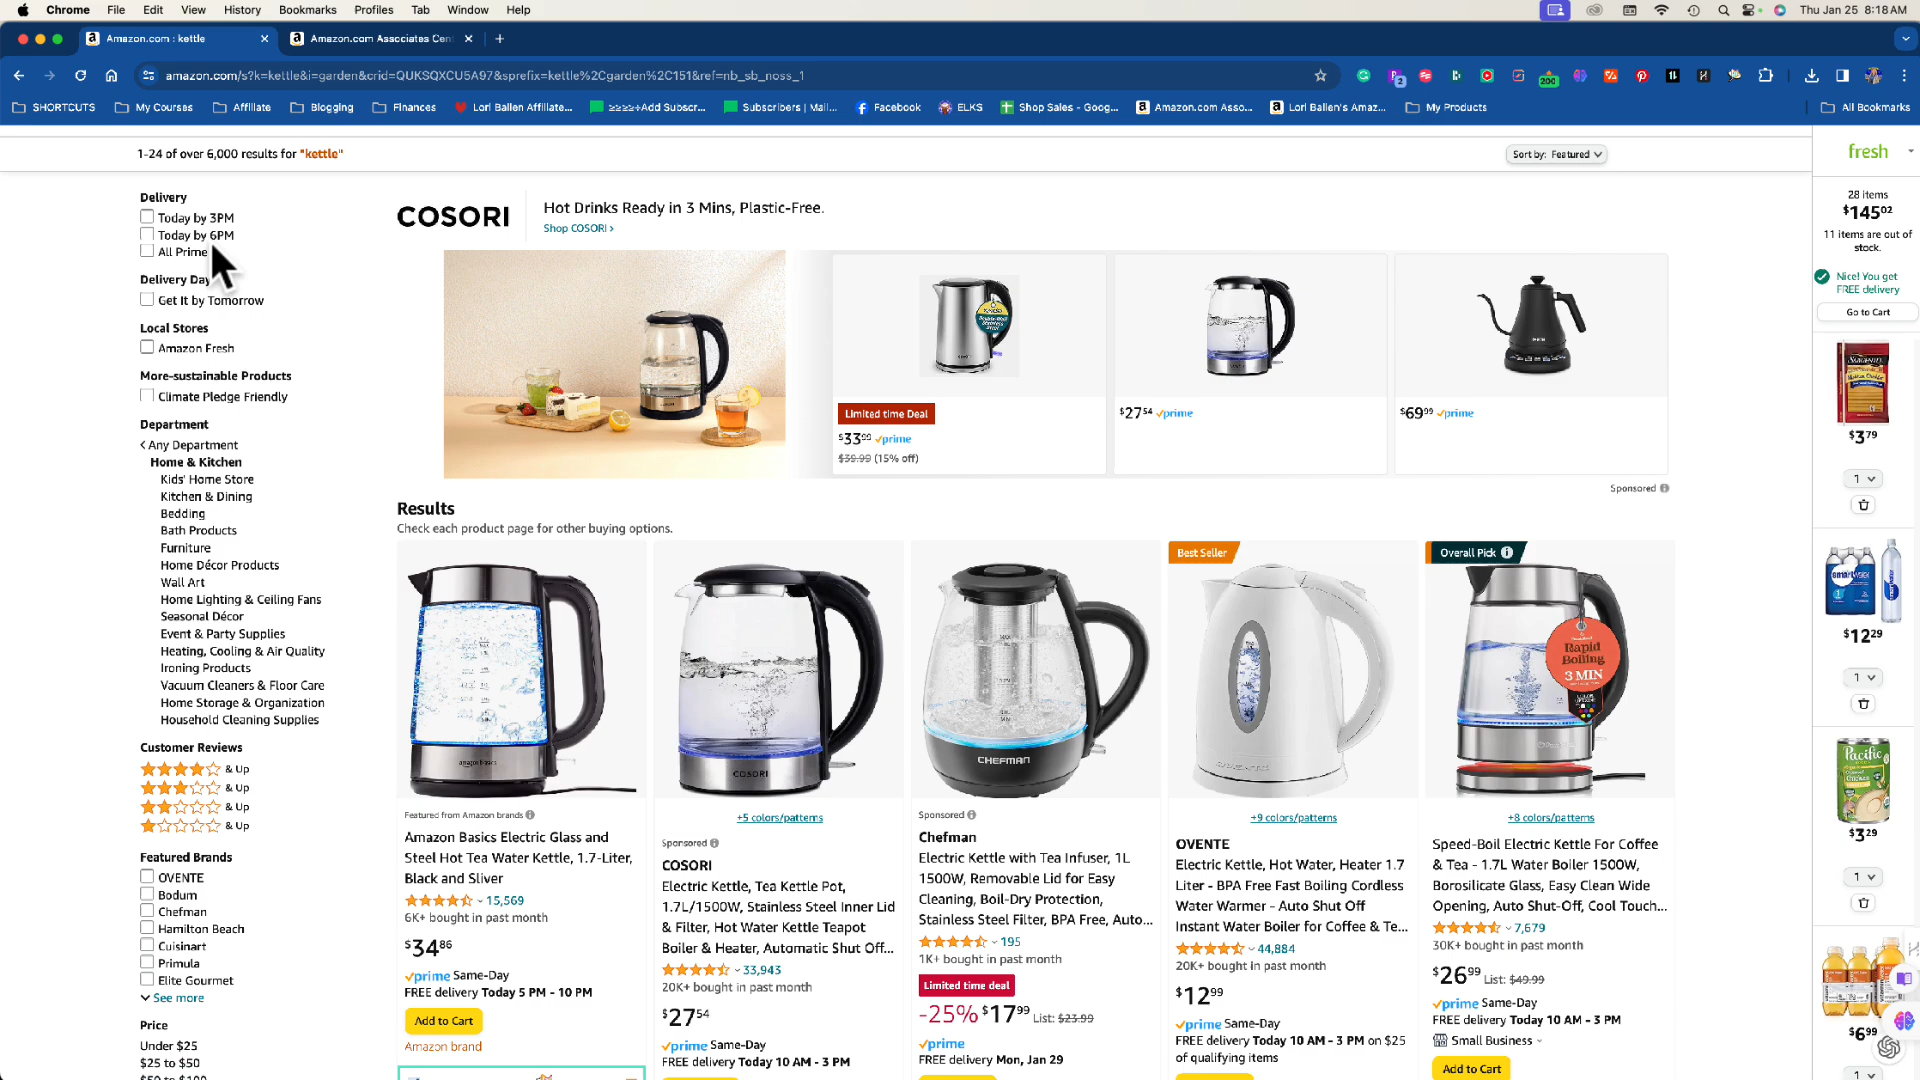 Chrome File Edit View History Bookmarks Profiles Tab Window Help
Thu Jan 25 8:18 AM
Amazon.com : kettle
Amazon.com Associates Cen
amazon.com/s?k=kettle&i=garden&crid=QUKSQXCU5A97&sprefix=kettle%2Cgarden%2C151&ref=nb_sb_noss_1
2
200
SHORTCUTS My Courses Affiliate Blogging Finances Lori Ballen Affiliate... ≥≥≥≥+Add Subscr... Subscribers | Mail... Facebook ELKS Shop Sales - Goog... Amazon.com Asso... Lori Ballen's Amaz... My Products All Bookmarks
1-24 of over 6,000 results for "kettle"
Sort by: Featured
Delivery
Today by 3PM
Today by 6PM
All Prime
Delivery Day
Get It by Tomorrow
Local Stores
Amazon Fresh
More-sustainable Products
Climate Pledge Friendly
Department
Any Department
Home & Kitchen
Kids' Home Store
Kitchen & Dining
Bedding
Bath Products
Furniture
Home Décor Products
Wall Art
Home Lighting & Ceiling Fans
Seasonal Décor
Event & Party Supplies
Heating, Cooling & Air Quality
Ironing Products
Vacuum Cleaners & Floor Care
Home Storage & Organization
Household Cleaning Supplies
Customer Reviews
& Up
& Up
& Up
& Up
Featured Brands
OVENTE
Bodum
Chefman
Hamilton Beach
Cuisinart
Primula
Elite Gourmet
See more
Price
Under $25
$25 to $50
$50 to $100
COSORI
Hot Drinks Ready in 3 Mins, Plastic-Free.
Shop COSORI ›
Limited time Deal
$33.99 prime
$39.99 (15% off)
$27.54 prime
$69.99 prime
Sponsored
Results
Check each product page for other buying options.
amazon basics
Featured from Amazon brands
Amazon Basics Electric Glass and
Steel Hot Tea Water Kettle, 1.7-Liter,
Black and Sliver
15,569
6K+ bought in past month
$34.86
prime Same-Day
FREE delivery Today 5 PM - 10 PM
Add to Cart
Amazon brand
COSORI
+5 colors/patterns
Sponsored
COSORI
Electric Kettle, Tea Kettle Pot,
1.7L/1500W, Stainless Steel Inner Lid
& Filter, Hot Water Kettle Teapot
Boiler & Heater, Automatic Shut Off...
33,943
20K+ bought in past month
$27.54
prime Same-Day
FREE delivery Today 10 AM - 3 PM
CHEFMAN
Sponsored
Chefman
Electric Kettle with Tea Infuser, 1L
1500W, Removable Lid for Easy
Cleaning, Boil-Dry Protection,
Stainless Steel Filter, BPA Free, Auto...
195
1K+ bought in past month
Limited time deal
-25% $17.99 List: $23.99
prime
FREE delivery Mon, Jan 29
Best Seller
+9 colors/patterns
OVENTE
Electric Kettle, Hot Water, Heater 1.7
Liter - BPA Free Fast Boiling Cordless
Water Warmer - Auto Shut Off
Instant Water Boiler for Coffee & Te...
44,884
20K+ bought in past month
$12.99
prime Same-Day
FREE delivery Today 10 AM - 3 PM on $25
of qualifying items
Overall Pick
Rapid
Boiling
3 MIN
+8 colors/patterns
Speed-Boil Electric Kettle For Coffee
& Tea - 1.7L Water Boiler 1500W,
Borosilicate Glass, Easy Clean Wide
Opening, Auto Shut-Off, Cool Touch...
7,679
30K+ bought in past month
$26.99 List: $49.99
prime Same-Day
FREE delivery Today 10 AM - 3 PM
Small Business
Add to Cart
fresh
28 items
$145.02
11 items are out of
stock.
Nice! You get
FREE delivery
Go to Cart
$3.79
1
smartwater
$12.29
1
Pacific
$3.29
1
$6.99
1